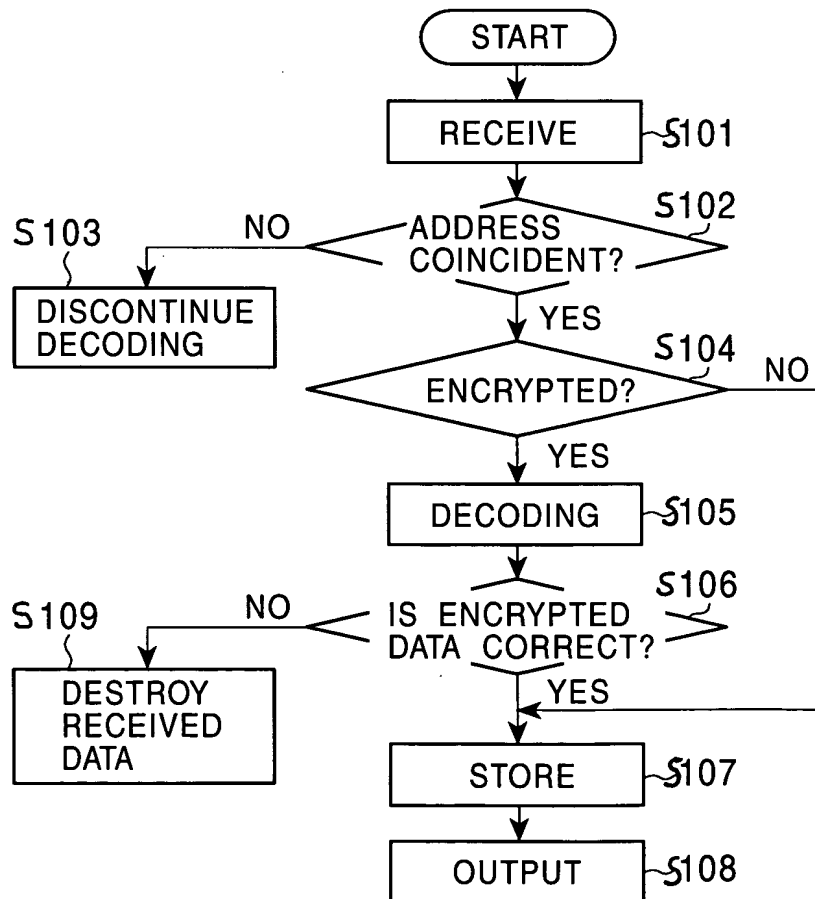 START
RECEIVE
S101
ADDRESS
COINCIDENT?
S102
NO
S103
DISCONTINUE
DECODING
YES
ENCRYPTED?
S104
NO
YES
DECODING
S105
IS ENCRYPTED
DATA CORRECT?
S106
NO
S109
DESTROY
RECEIVED
DATA
YES
STORE
S107
OUTPUT
S108